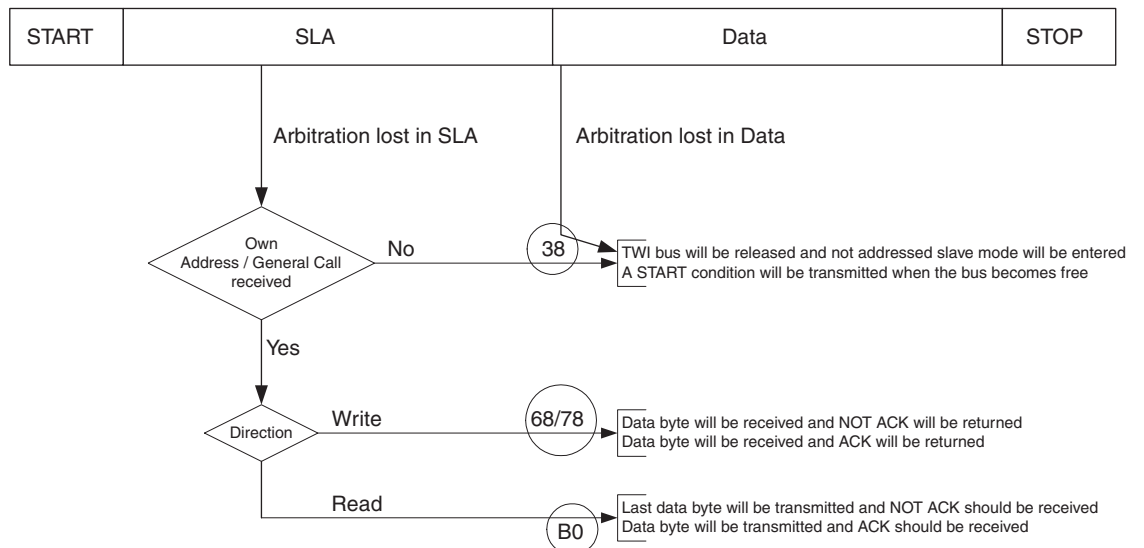 START SLA Data STOP
Arbitration lost in SLA Arbitration lost in Data
Own
Address / General Call
received
No
38
TWI bus will be released and not addressed slave mode will be entered
A START condition will be transmitted when the bus becomes free
Yes
Direction
Write
68/78
Data byte will be received and NOT ACK will be returned
Data byte will be received and ACK will be returned
Read
B0
Last data byte will be transmitted and NOT ACK should be received
Data byte will be transmitted and ACK should be received